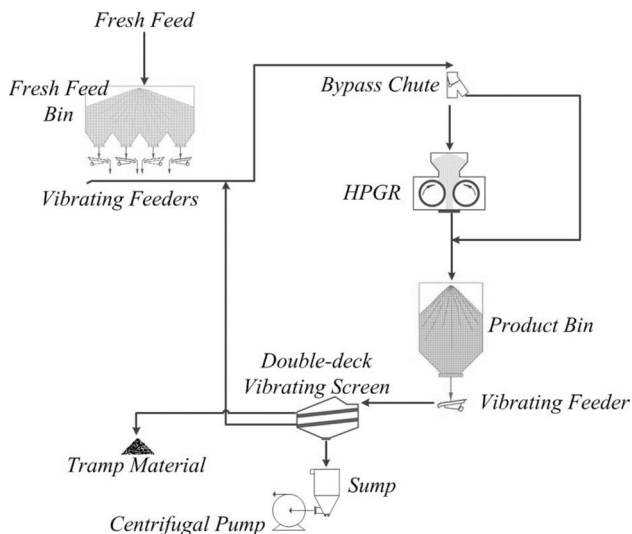 Fresh Feed
Fresh Feed
Bin
Bypass Chute
Vibrating Feeders
HPGR
Product Bin
Double-deck
Vibrating Screen
Vibrating Feeder
Tramp Material
Sump
Centrifugal Pump